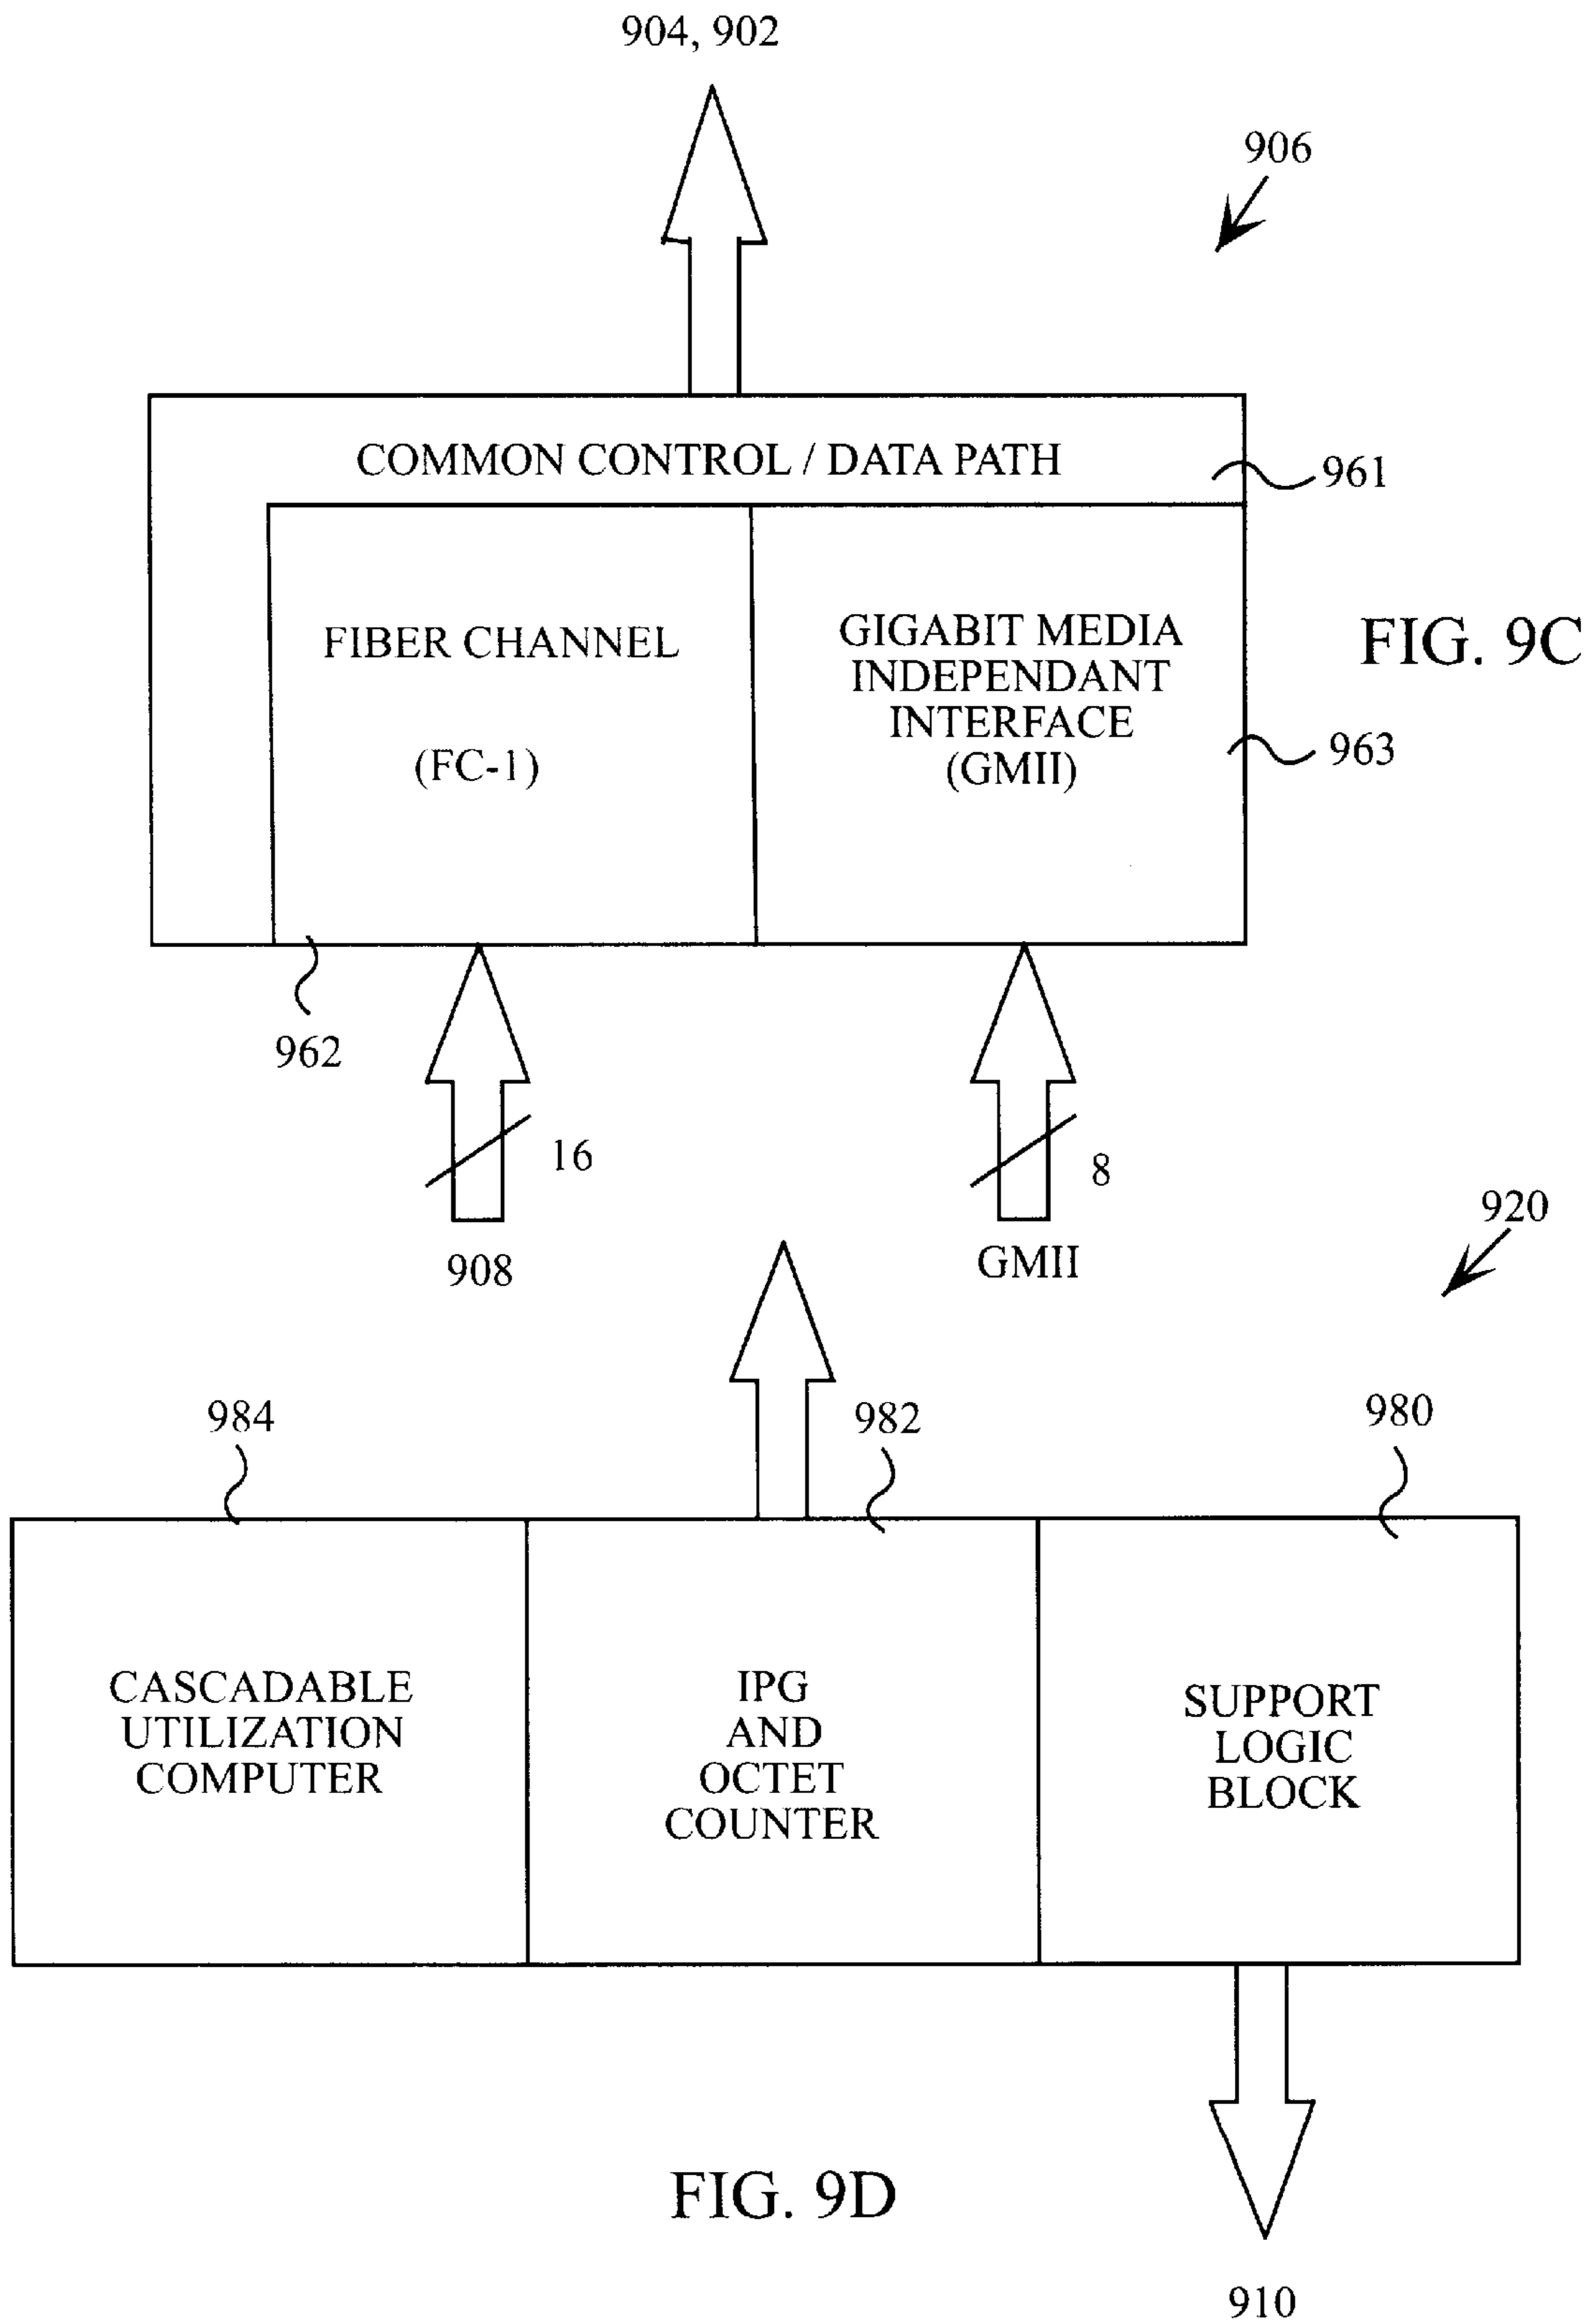 904, 902
906
COMMON CONTROL / DATA PATH
961
FIBER CHANNEL
(FC-1)
GIGABIT MEDIA
INDEPENDANT
INTERFACE
(GMII)
FIG. 9C
963
962
16
8
908
GMII
920
984
982
980
CASCADABLE
UTILIZATION
COMPUTER
IPG
AND
OCTET
COUNTER
SUPPORT
LOGIC
BLOCK
FIG. 9D
910